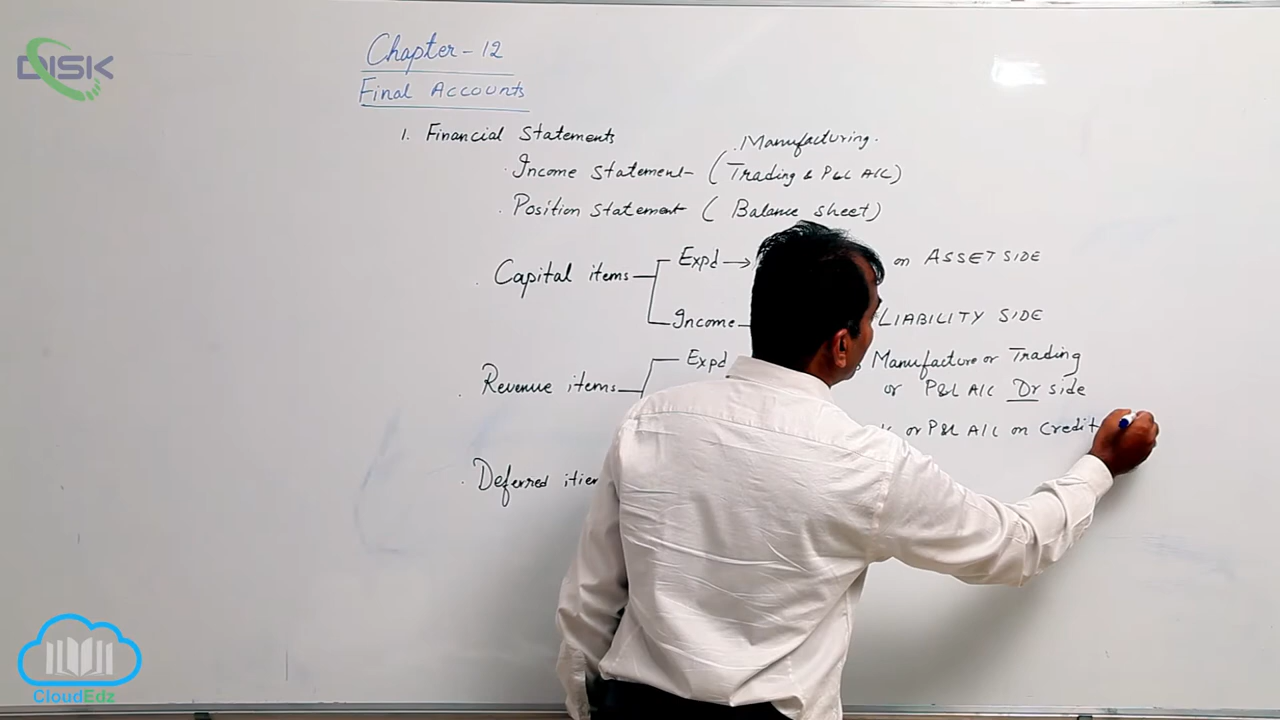 DISK
Chapter - 12
Final Accounts
1. Financial Statements
Manufacturing.
Income Statement - (Trading & P&L A/C)
Position Statement (Balance sheet)
Capital items
Expd → on ASSET SIDE
Income LIABILITY SIDE
Revenue items
Expd Manufacture or Trading
or P&L A/C Dr side
or P&L A/C on Credit
Deferred
CloudEdz